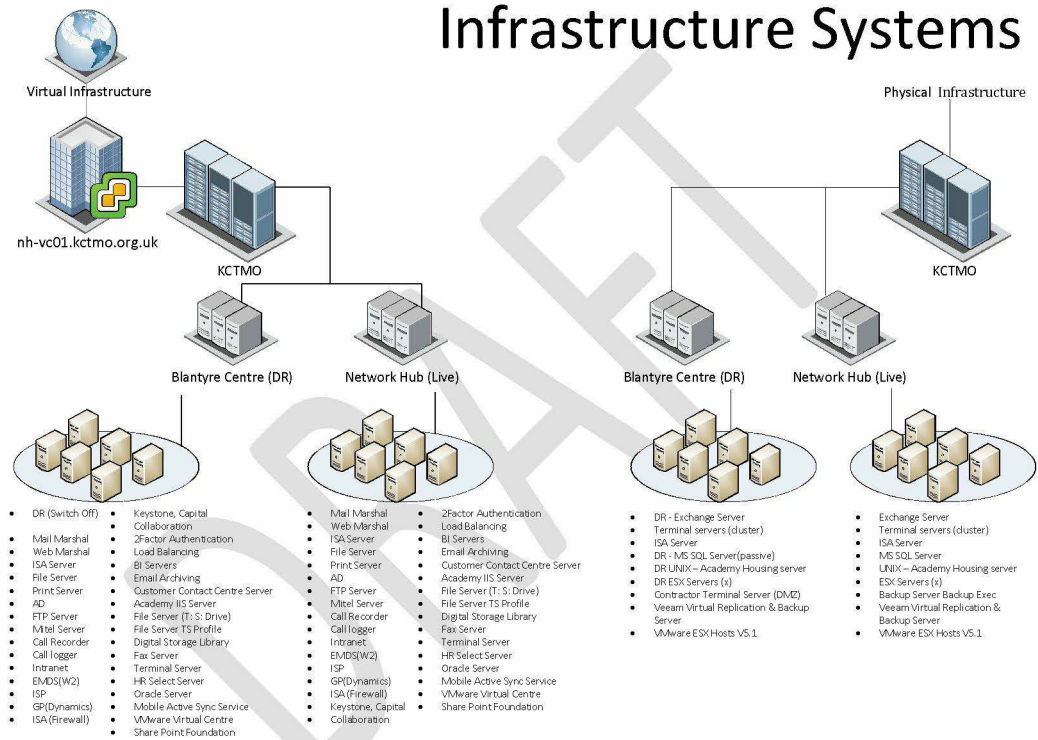 Infrastructure Systems
DRAFT
Virtual Infrastructure
Physical Infrastructure
nh-vc01.kctmo.org.uk
KCTMO
KCTMO
Blantyre Centre (DR)
Network Hub (Live)
Blantyre Centre (DR)
Network Hub (Live)
• DR (Switch Off)
• Mail Marshal
• Web Marshal
• ISA Server
• File Server
• Print Server
• AD
• FTP Server
• Mitel Server
• Call Recorder
• Call logger
• Intranet
• EMDS(W2)
• ISP
• GP(Dynamics)
• ISA (Firewall)
• Keystone, Capital
• Collaboration
• 2Factor Authentication
• Load Balancing
• BI Servers
• Email Archiving
• Customer Contact Centre Server
• Academy IIS Server
• File Server (T: S: Drive)
• File Server TS Profile
• Digital Storage Library
• Fax Server
• Terminal Server
• HR Select Server
• Oracle Server
• Mobile Active Sync Service
• VMware Virtual Centre
• Share Point Foundation
• Mail Marshal
• Web Marshal
• ISA Server
• File Server
• Print Server
• AD
• FTP Server
• Mitel Server
• Call Recorder
• Call logger
• Intranet
• EMDS(W2)
• ISP
• GP(Dynamics)
• ISA (Firewall)
• Keystone, Capital
• Collaboration
• 2Factor Authentication
• Load Balancing
• BI Servers
• Email Archiving
• Customer Contact Centre Server
• Academy IIS Server
• File Server (T: S: Drive)
• File Server TS Profile
• Digital Storage Library
• Fax Server
• Terminal Server
• HR Select Server
• Oracle Server
• Mobile Active Sync Service
• VMware Virtual Centre
• Share Point Foundation
• DR - Exchange Server
• Terminal servers (cluster)
• ISA Server
• DR - MS SQL Server(passive)
• DR UNIX – Academy Housing server
• DR ESX Servers (x)
• Contractor Terminal Server (DMZ)
• Veeam Virtual Replication & Backup
Server
• VMware ESX Hosts V5.1
• Exchange Server
• Terminal servers (cluster)
• ISA Server
• MS SQL Server
• UNIX – Academy Housing server
• ESX Servers (x)
• Backup Server Backup Exec
• Veeam Virtual Replication &
Backup Server
• VMware ESX Hosts V5.1